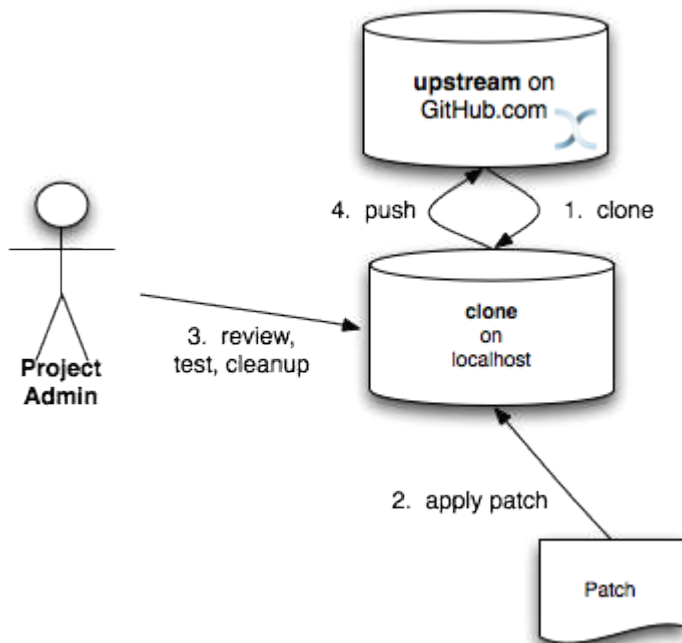 upstream on
GitHub.com
4.  push
1.  clone
clone
on
localhost
3.  review,
test, cleanup
Project
Admin
2.  apply patch
Patch